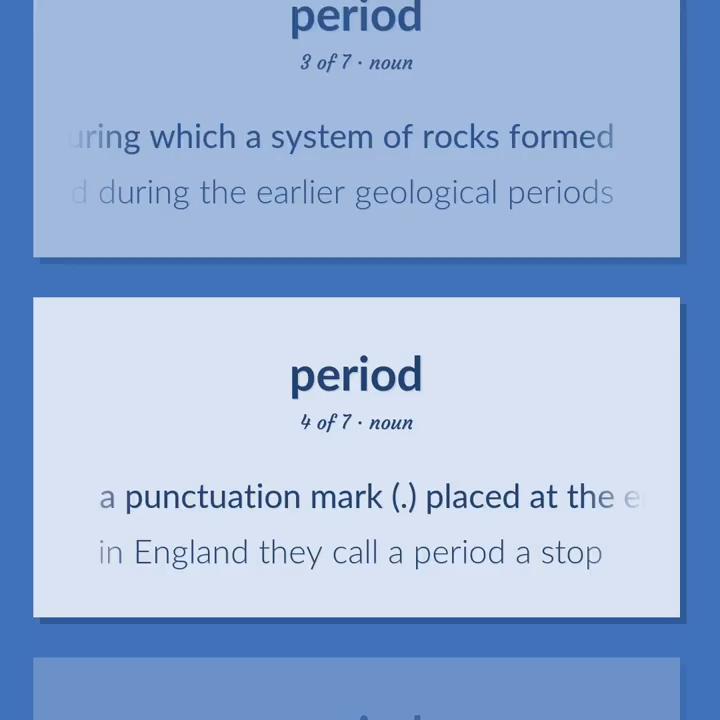 period
3 of 7 · noun
uring which a system of rocks formed
d during the earlier geological periods
period
4 of 7 · noun
a punctuation mark (.) placed at the e
in England they call a period a stop